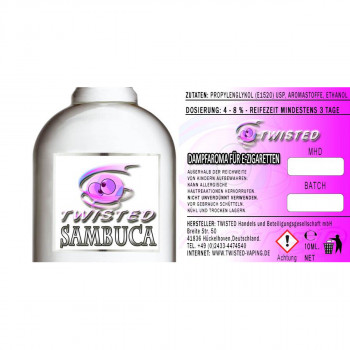 TWISTED
SAMBUCA
ZUTATEN: PROPYLENGLYKOL (E1520) USP, AROMASTOFFE, ETHANOL
DOSIERUNG: 4 - 8 % - REIFEZEIT MINDESTENS 3 TAGE
TWISTED
DAMPFAROMA FÜR E-ZIGARETTEN
AUßERHALB DER REICHWEITE
VON KINDERN AUFBEWAHREN.
KANN ALLERGISCHE
HAUTREAKTIONEN HERVORRUFEN.
NICHT UNVERDÜNNT VERWENDEN.
VOR GEBRAUCH SCHÜTTELN.
KÜHL UND TROCKEN LAGERN
MHD
BATCH
HERSTELLER: TWISTED Handels und Beteiligungsgesellschaft mbH
Breite Str. 50
41836 Hückelhoven,Deutschland
TEL. +49 (0)2433-4474540
INTERNET: WWW.TWISTED-VAPING.DE
Achtung
10ML.
NET